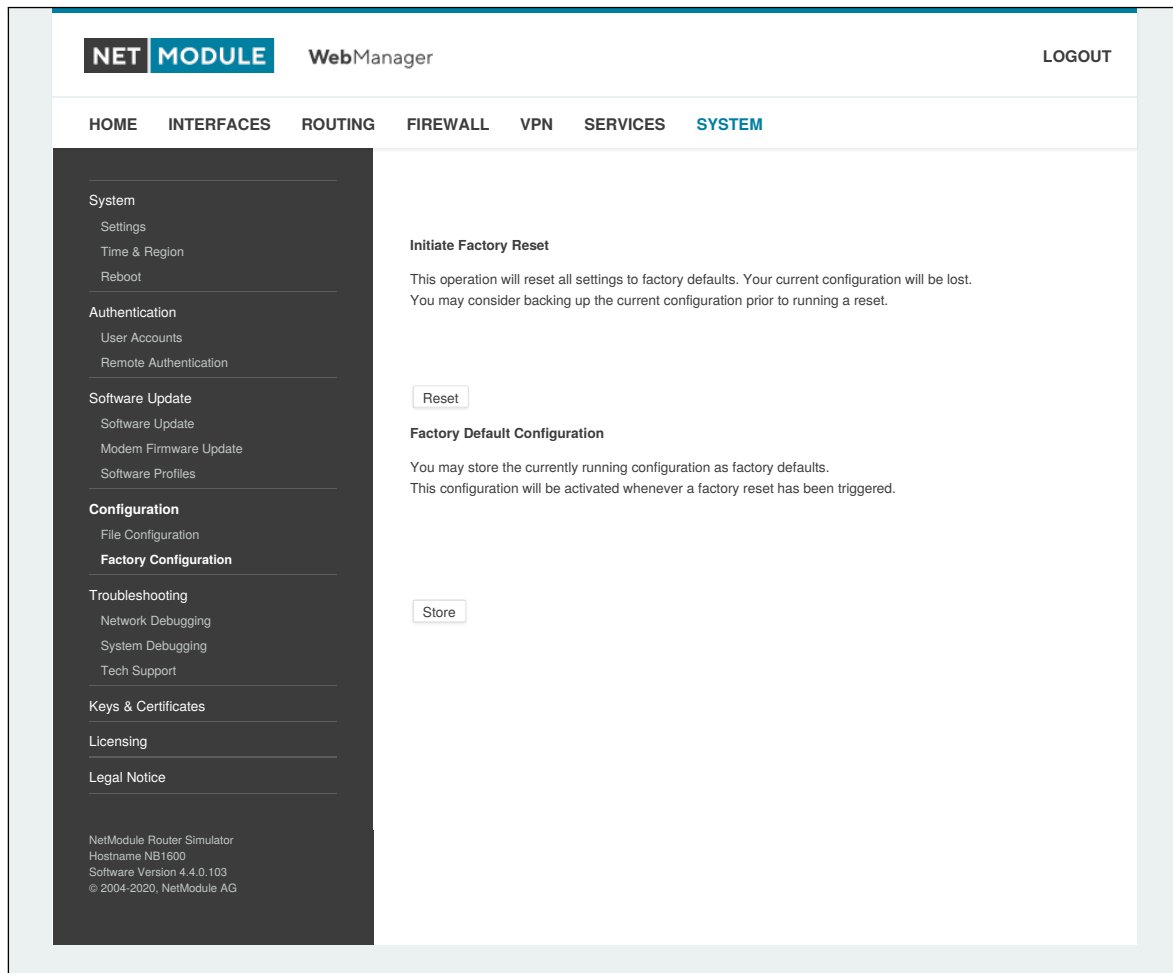 NET MODULE WebManager LOGOUT
HOME INTERFACES ROUTING FIREWALL VPN SERVICES SYSTEM
System
Settings
Time & Region
Reboot
Authentication
User Accounts
Remote Authentication
Software Update
Software Update
Modem Firmware Update
Software Profiles
Configuration
File Configuration
Factory Configuration
Troubleshooting
Network Debugging
System Debugging
Tech Support
Keys & Certificates
Licensing
Legal Notice
NetModule Router Simulator
Hostname NB1600
Software Version 4.4.0.103
© 2004-2020, NetModule AG
Initiate Factory Reset
This operation will reset all settings to factory defaults. Your current configuration will be lost.
You may consider backing up the current configuration prior to running a reset.
Reset
Factory Default Configuration
You may store the currently running configuration as factory defaults.
This configuration will be activated whenever a factory reset has been triggered.
Store